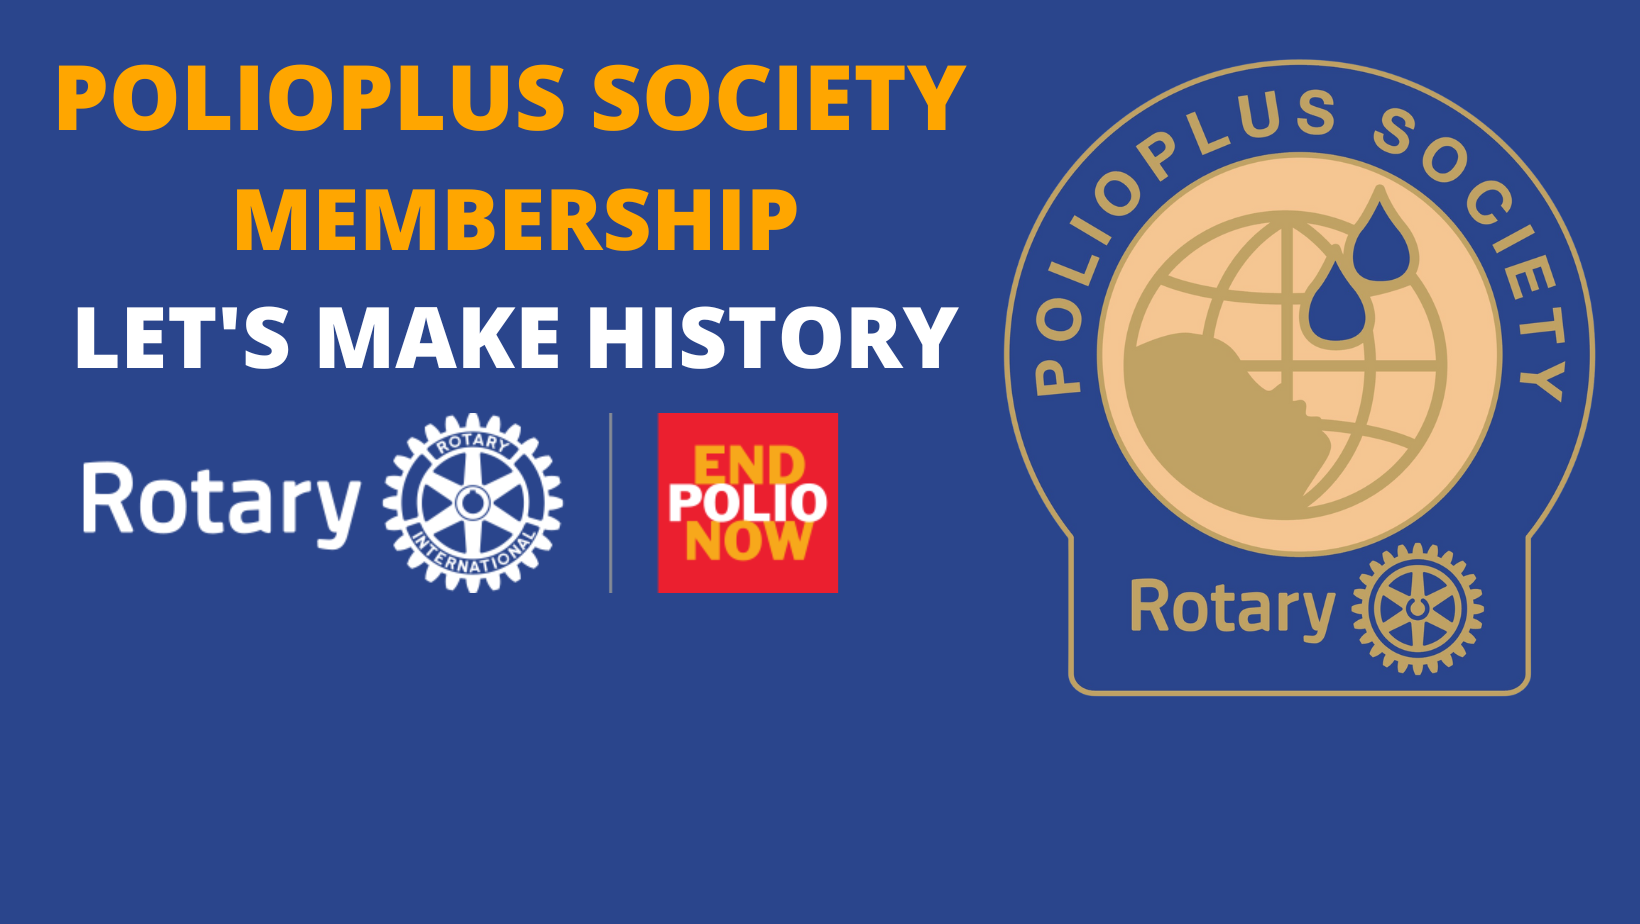 POLIOPLUS SOCIETY
MEMBERSHIP
LET'S MAKE HISTORY
Rotary
ROTARY
INTERNATIONAL
END
POLIO
NOW
POLIOPLUS SOCIETY
Rotary